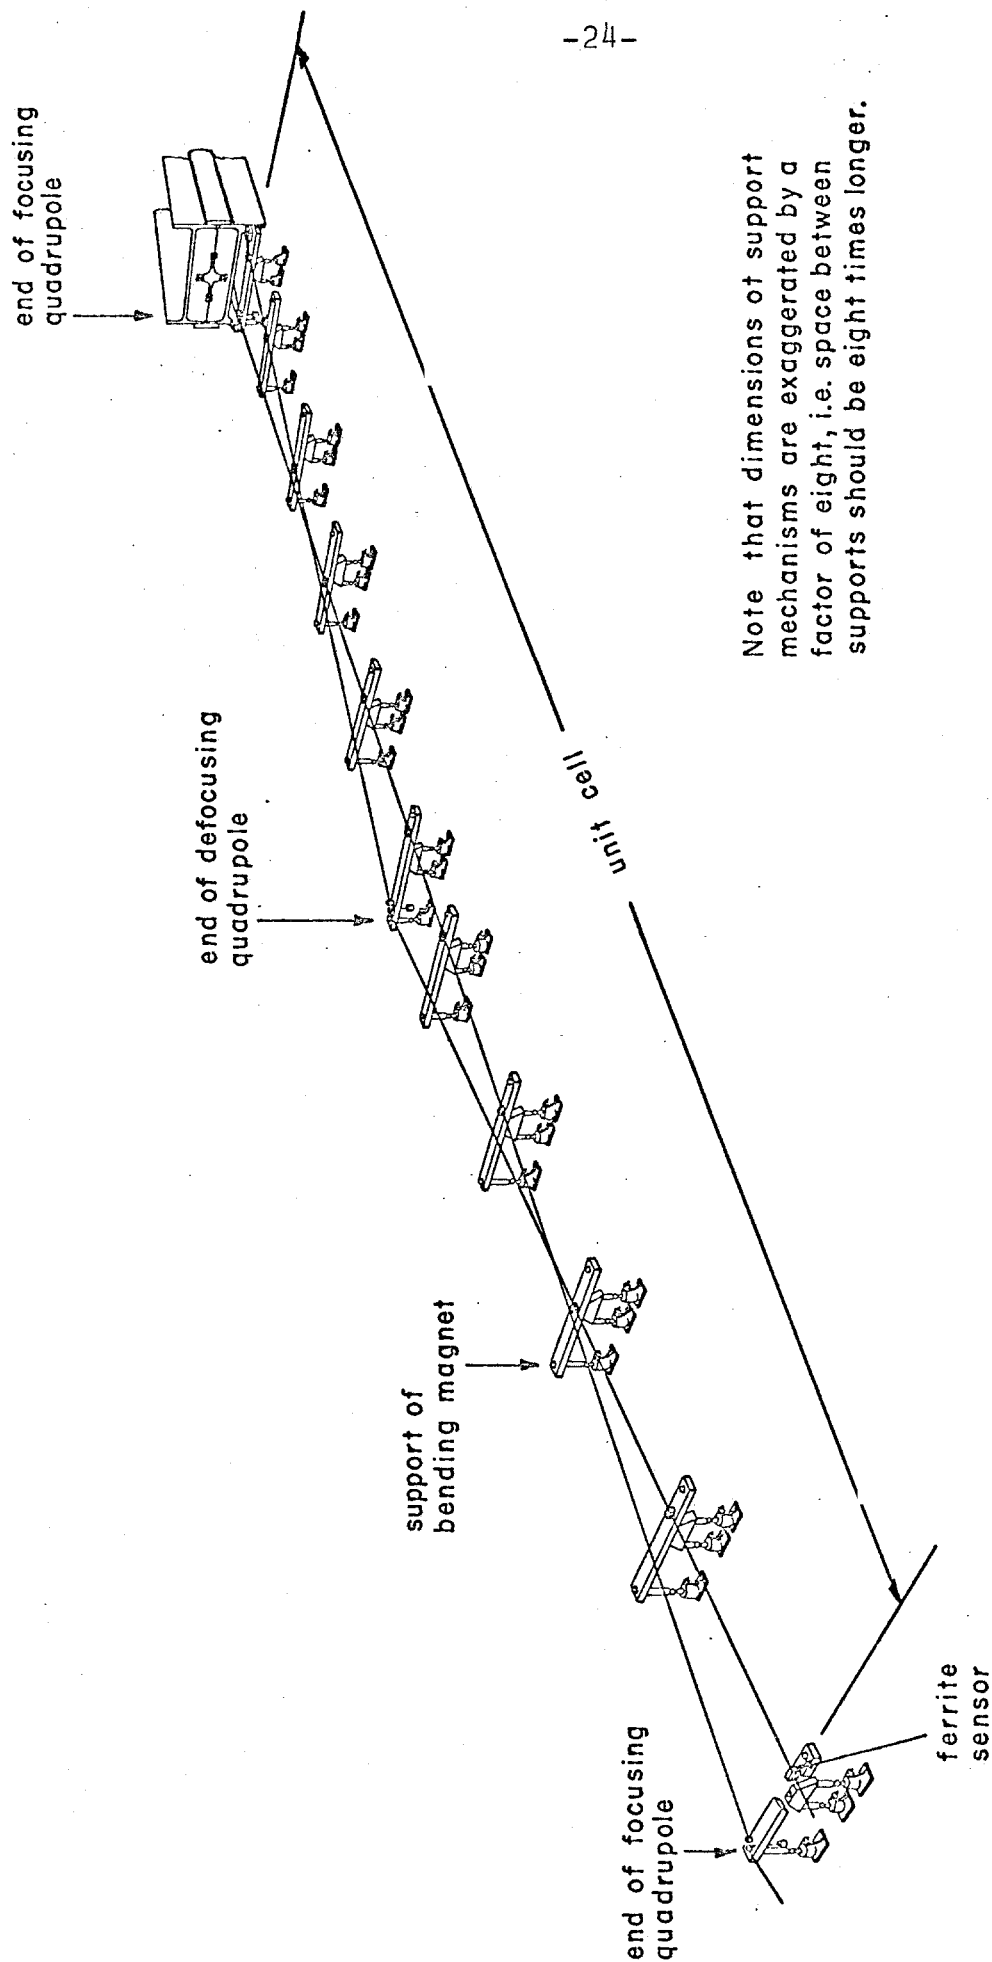 -24-
end of focusing
quadrupole
end of defocusing
quadrupole
support of
bending magnet
end of focusing
quadrupole
unit cell
ferrite
sensor
Note that dimensions ot support
mechanisms are exaggerated by a
factor of eight, i.e. space between
supports should be eight times longer.